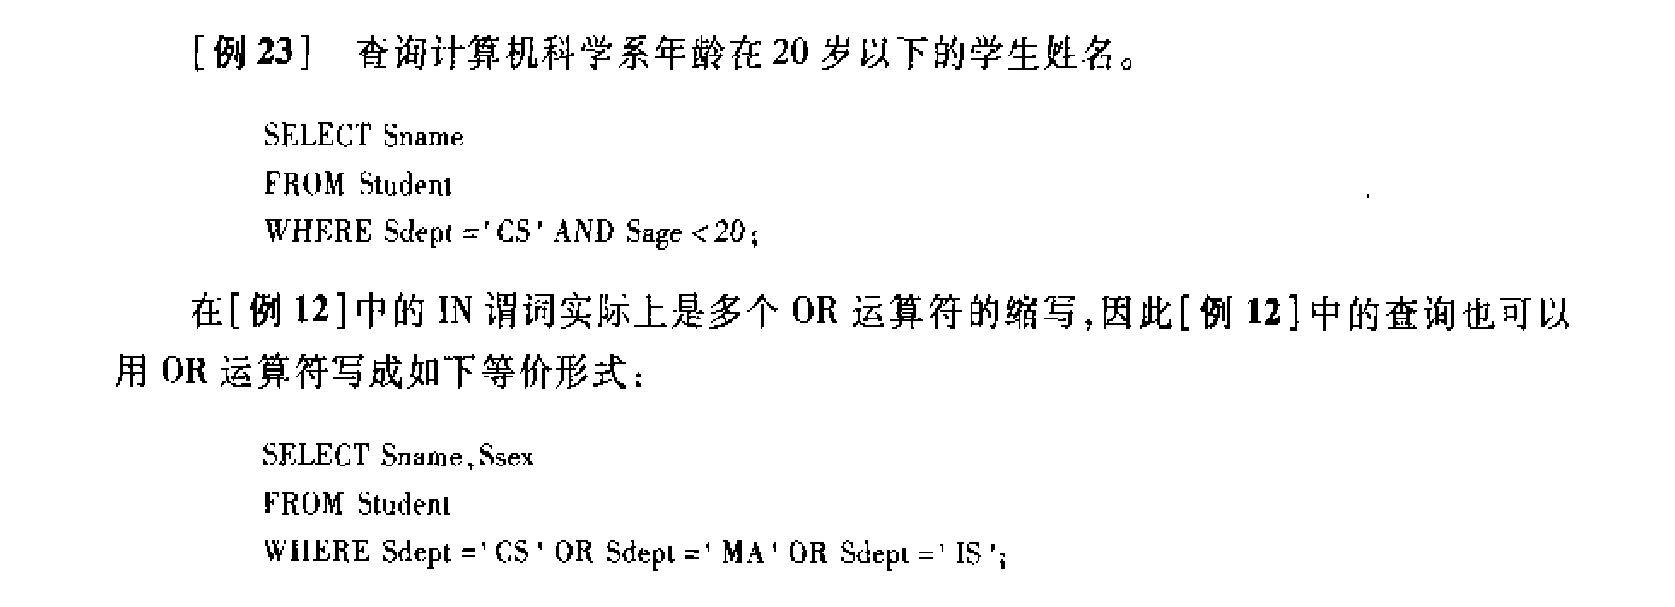 [例 23] 查询计算机科学系年龄在 20 岁以下的学生姓名。
SELECT Sname
FROM Student
WHERE Sdept ='CS' AND Sage <20;
在[例 12]中的 IN 谓词实际上是多个 OR 运算符的缩写,因此[例 12]中的查询也可以
用 OR 运算符写成如下等价形式:
SELECT Sname,Ssex
FROM Student
WHERE Sdept ='CS' OR Sdept ='MA' OR Sdept ='IS';